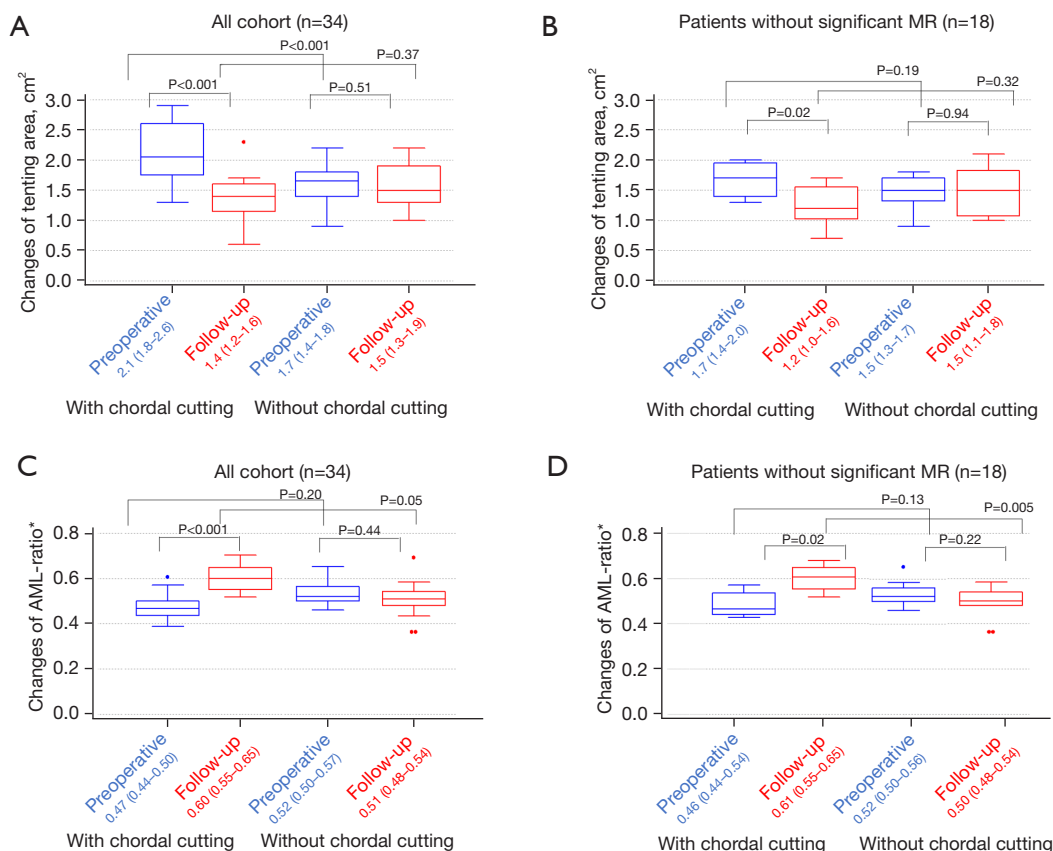 A
All cohort (n=34)
P<0.001
P=0.37
P<0.001
P=0.51
Changes of tenting area, cm²
3.0
2.5
2.0
1.5
1.0
0.5
0.0
Preoperative
2.1 (1.8–2.6)
Follow-up
1.4 (1.2–1.6)
Preoperative
1.7 (1.4–1.8)
Follow-up
1.5 (1.3–1.9)
With chordal cutting
Without chordal cutting
B
Patients without significant MR (n=18)
P=0.19
P=0.32
P=0.02
P=0.94
Changes of tenting area, cm²
3.0
2.5
2.0
1.5
1.0
0.5
0.0
Preoperative
1.7 (1.4–2.0)
Follow-up
1.2 (1.0–1.6)
Preoperative
1.5 (1.3–1.7)
Follow-up
1.5 (1.1–1.8)
With chordal cutting
Without chordal cutting
C
All cohort (n=34)
P=0.20
P=0.05
P<0.001
P=0.44
Changes of AML-ratio*
0.8
0.6
0.4
0.2
0.0
Preoperative
0.47 (0.44–0.50)
Follow-up
0.60 (0.55–0.65)
Preoperative
0.52 (0.50–0.57)
Follow-up
0.51 (0.48–0.54)
With chordal cutting
Without chordal cutting
D
Patients without significant MR (n=18)
P=0.13
P=0.005
P=0.02
P=0.22
Changes of AML-ratio*
0.8
0.6
0.4
0.2
0.0
Preoperative
0.46 (0.44–0.54)
Follow-up
0.61 (0.55–0.65)
Preoperative
0.52 (0.50–0.56)
Follow-up
0.50 (0.48–0.54)
With chordal cutting
Without chordal cutting